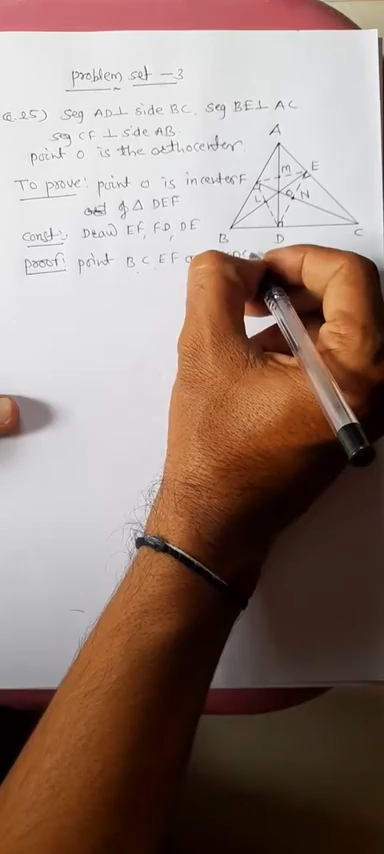 problem set - 3
Q.25) seg AD⊥ side BC. seg BE⊥ AC
seg CF ⊥ side AB.
point O is the orthocenter.
To prove: point O is incenter
of △ DEF
const:. Draw EF, FD, DE
proof: point B C, E F
A
M
E
F
L
O
N
B
D
C